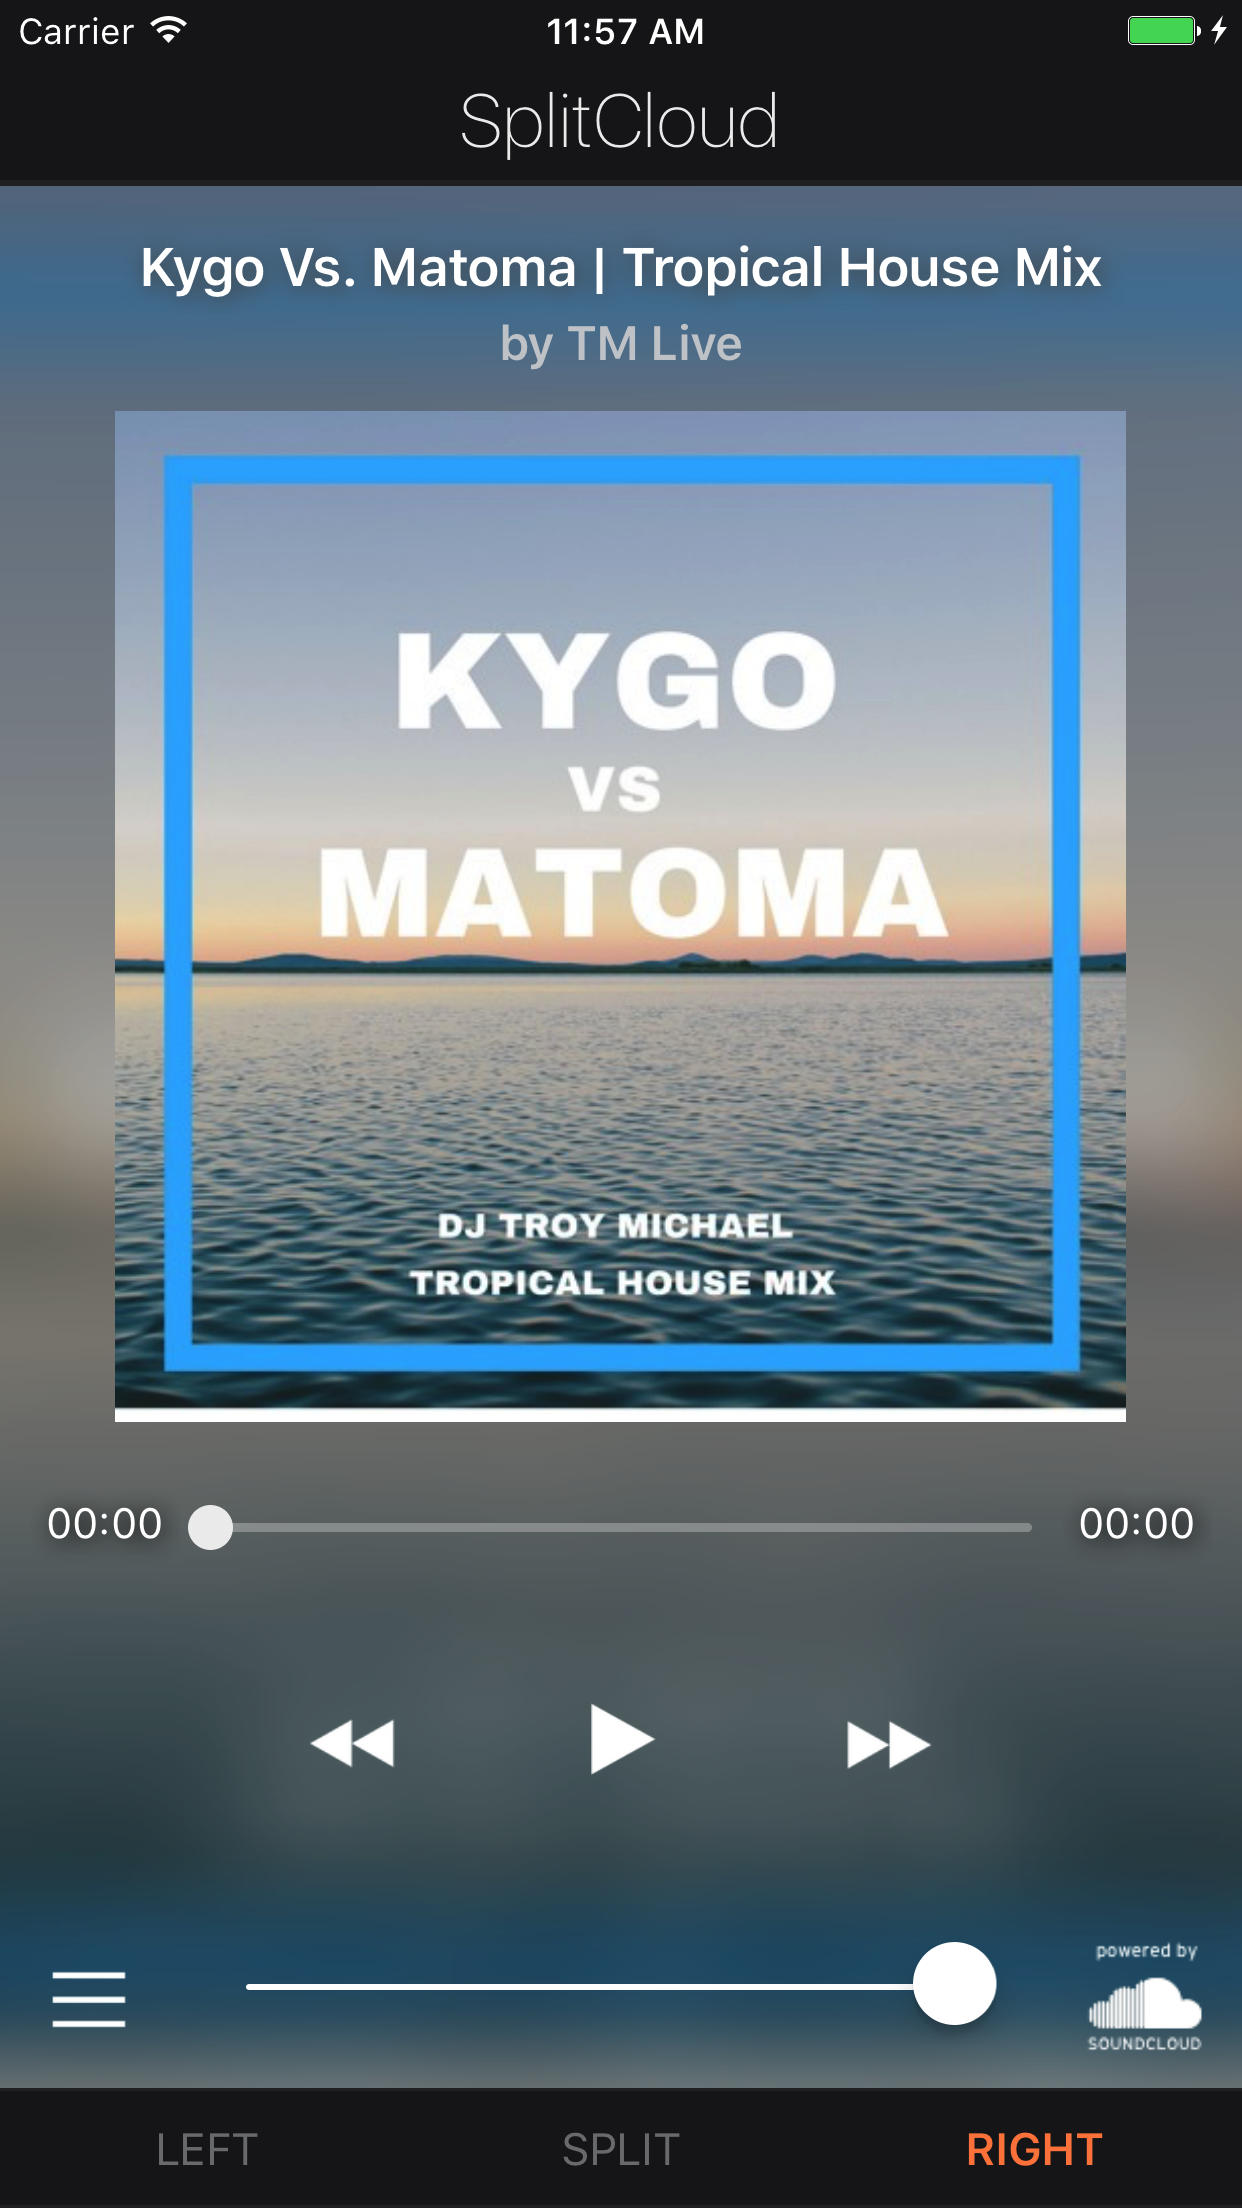 Carrier 11:57 AM
SplitCloud
Kygo Vs. Matoma | Tropical House Mix
by TM Live
KYGO
VS
MATOMA
DJ TROY MICHAEL
TROPICAL HOUSE MIX
00:00 00:00
powered by
SOUNDCLOUD
LEFT SPLIT RIGHT